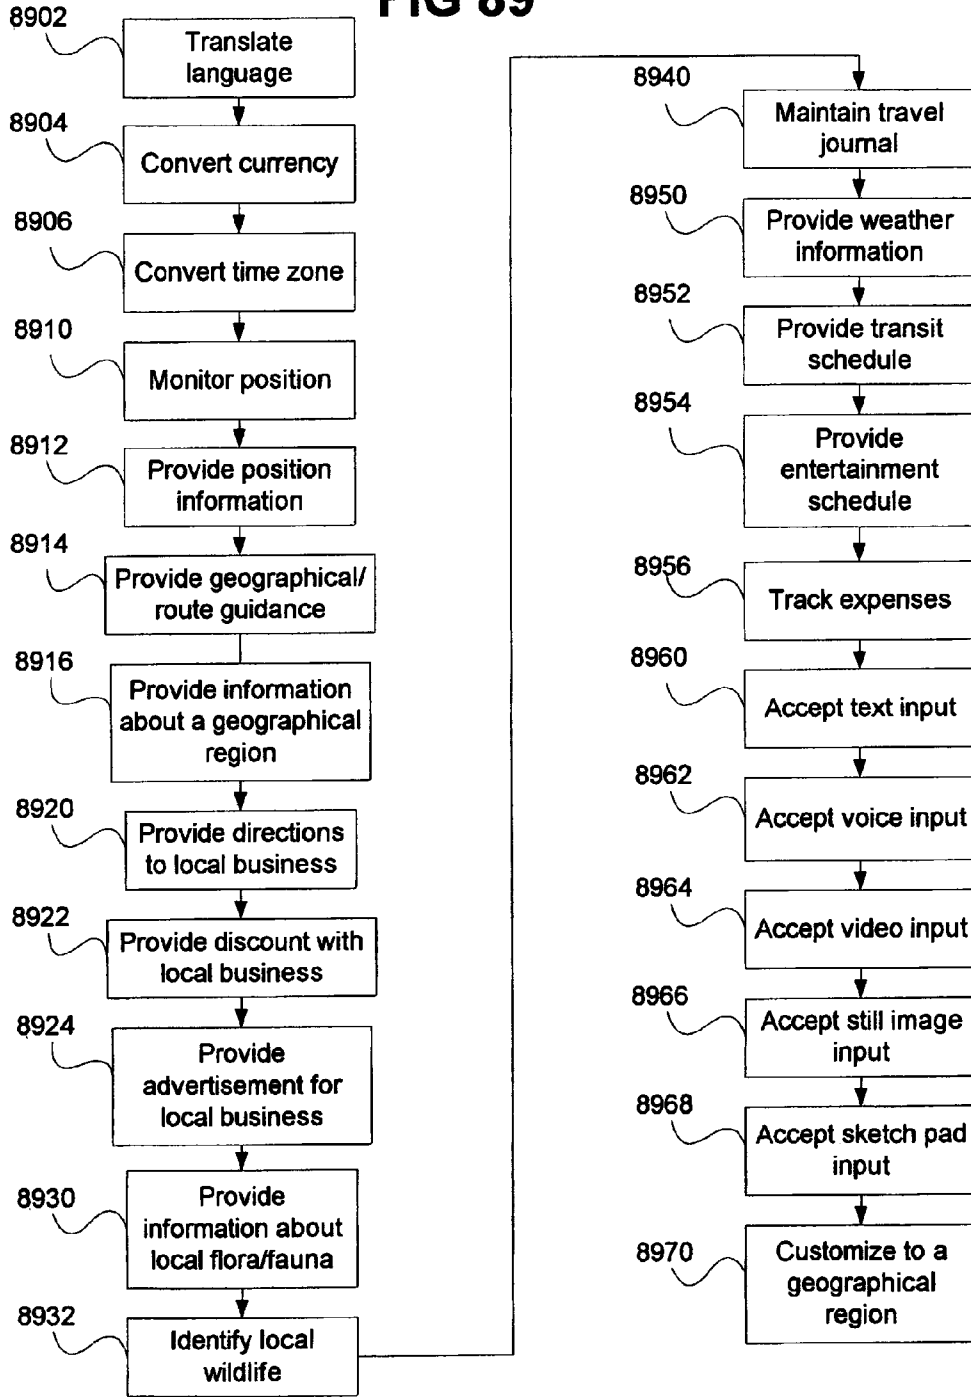 FIG 89
8902
Translate
language
8904
Convert currency
8906
Convert time zone
8910
Monitor position
8912
Provide position
information
8914
Provide geographical/
route guidance
8916
Provide information
about a geographical
region
8920
Provide directions
to local business
8922
Provide discount with
local business
8924
Provide
advertisement for
local business
8930
Provide
information about
local flora/fauna
8932
Identify local
wildlife
8940
Maintain travel
journal
8950
Provide weather
information
8952
Provide transit
schedule
8954
Provide
entertainment
schedule
8956
Track expenses
8960
Accept text input
8962
Accept voice input
8964
Accept video input
8966
Accept still image
input
8968
Accept sketch pad
input
8970
Customize to a
geographical
region